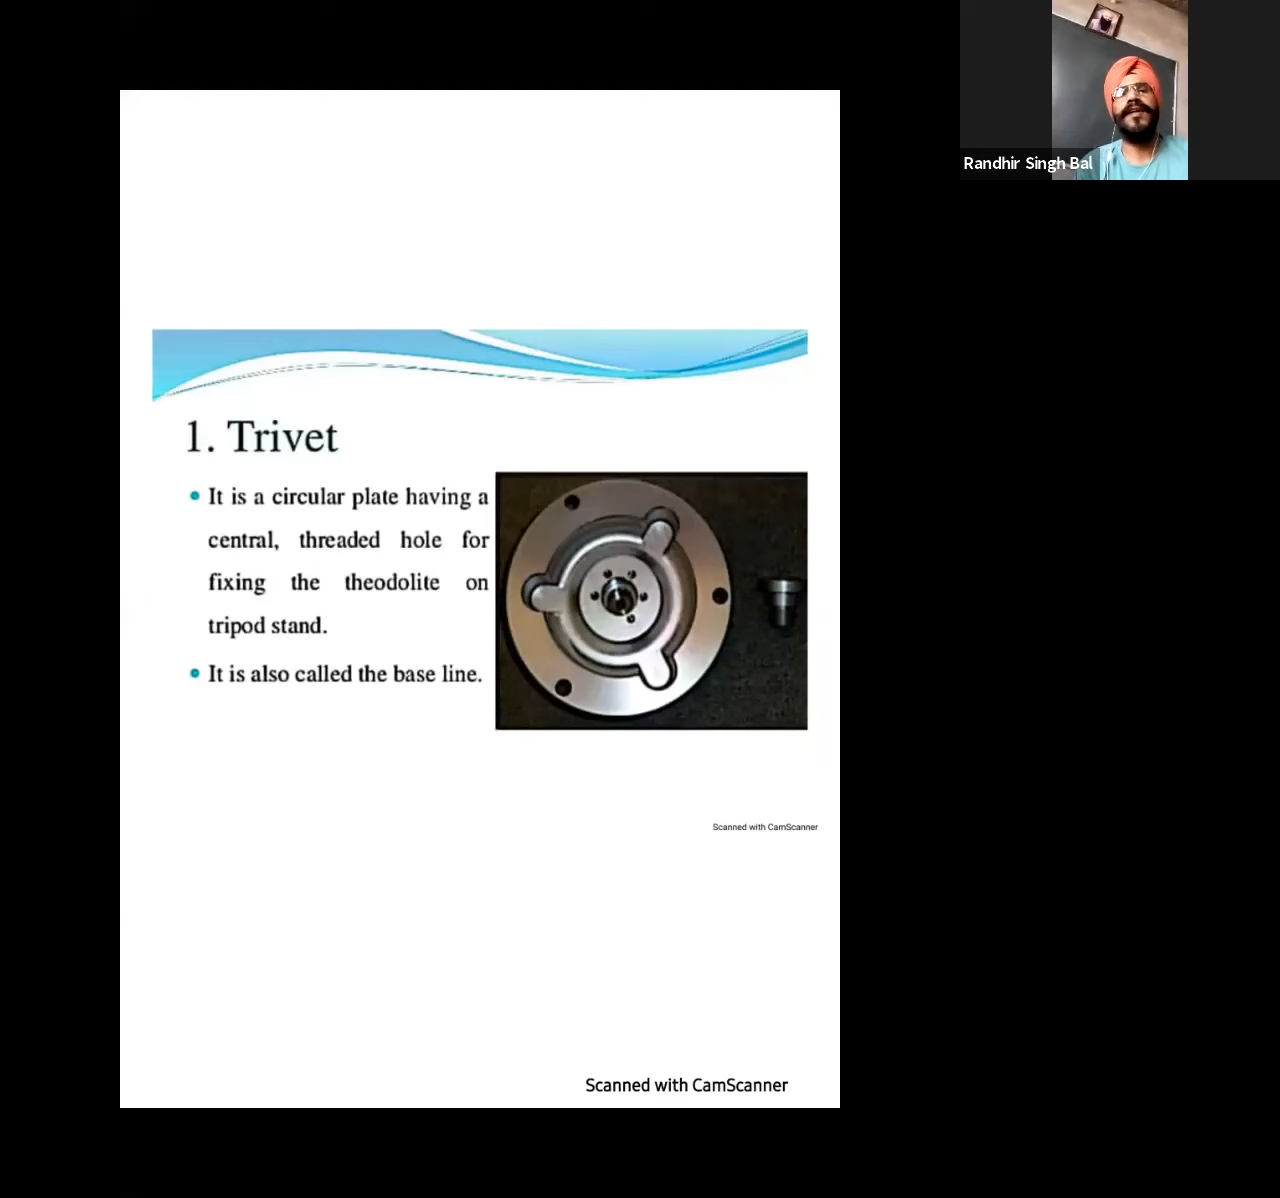 Randhir Singh Bal
1. Trivet
It is a circular plate having a
central, threaded hole for
fixing the theodolite on
tripod stand.
It is also called the base line.
Scanned with CamScanner
Scanned with CamScanner